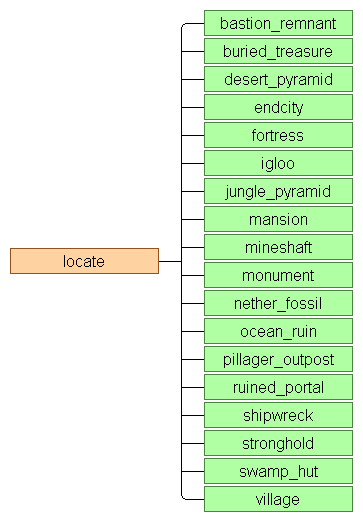 bastion_remnant
buried_treasure
desert_pyramid
endcity
fortress
igloo
jungle_pyramid
mansion
mineshaft
locate
monument
nether_fossil
ocean_ruin
pillager_outpost
ruined_portal
shipwreck
stronghold
swamp_hut
village